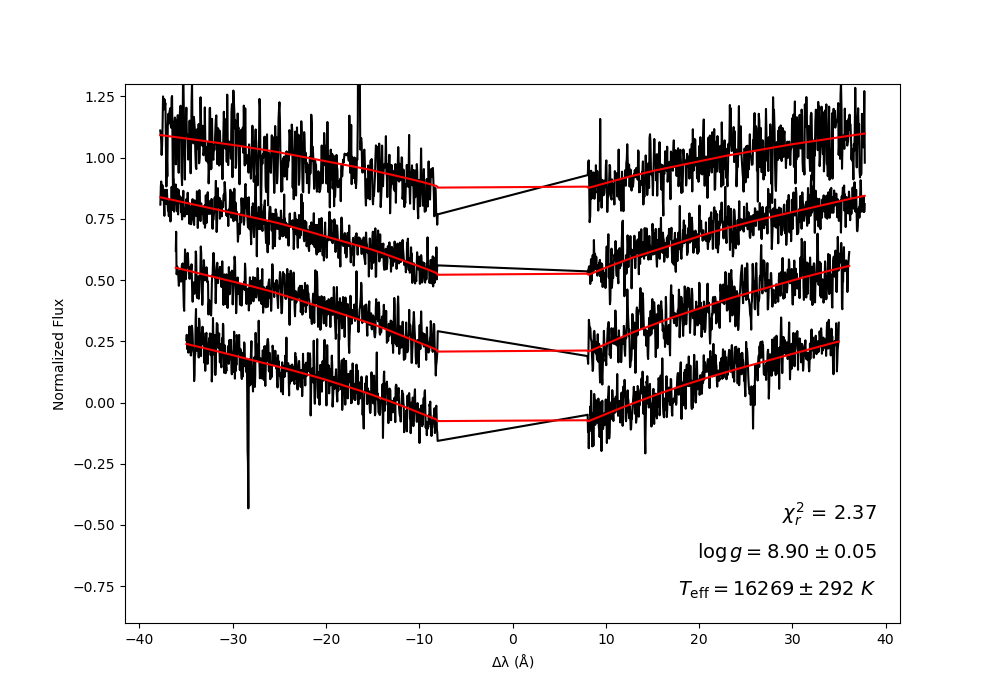 1.25
1.00
0.75
0.50
0.25
0.00
−0.25
−0.50
−0.75
Normalized Flux
χ²ᵣ = 2.37
log g = 8.90 ± 0.05
T_eff = 16269 ± 292 K
−40 −30 −20 −10 0 10 20 30 40
Δλ (Å)